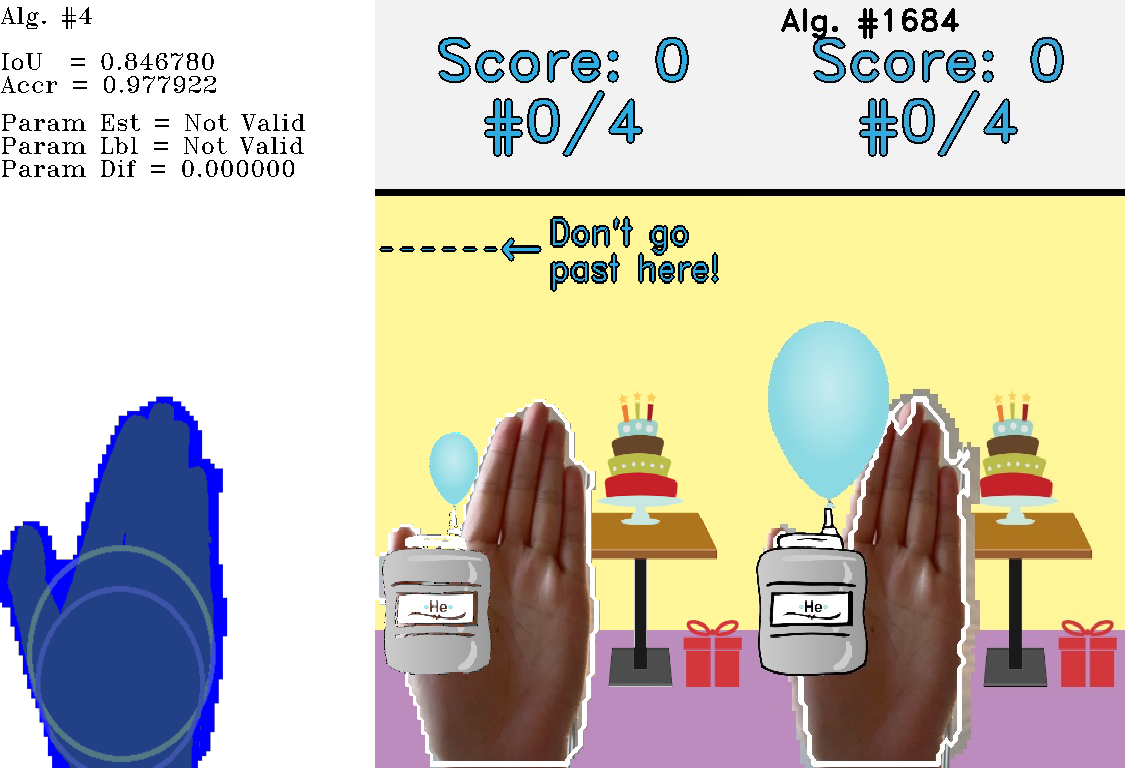 Alg. #4
IoU = 0.846780
Accr = 0.977922
Param Est = Not Valid
Param Lbl = Not Valid
Param Dif = 0.000000
Score: 0
#0/4
Don't go
past here!
He
Alg. #1684
Score: 0
#0/4
He